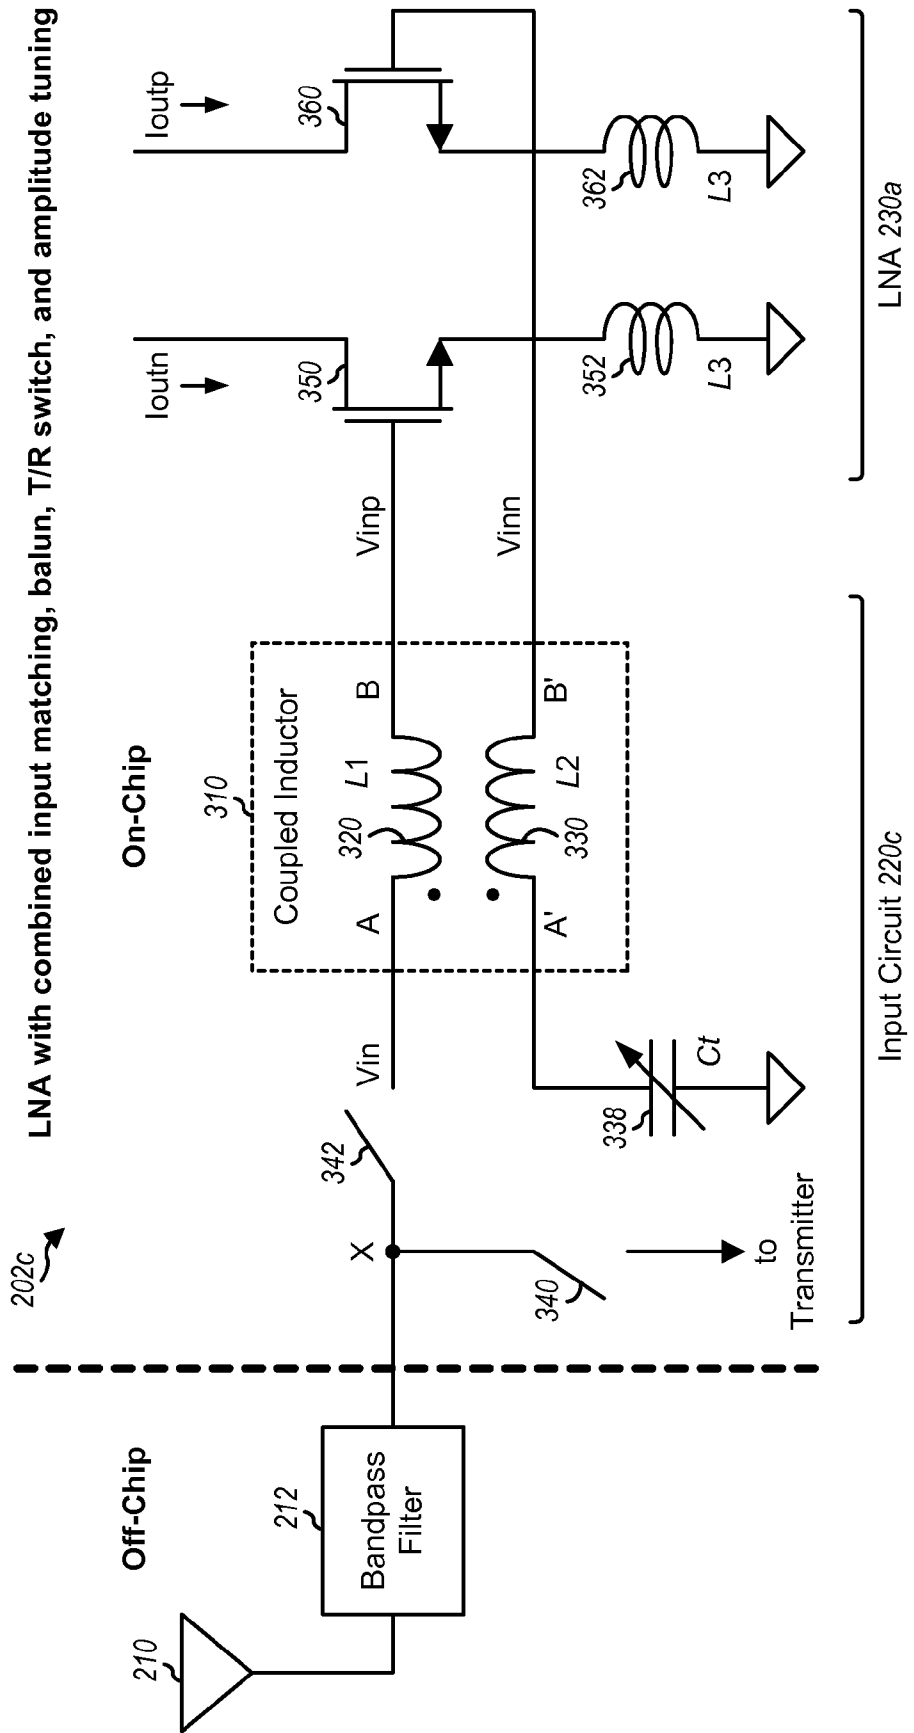 LNA with combined input matching, balun, T/R switch, and amplitude tuning
202c
Off-Chip
On-Chip
210
212
Bandpass
Filter
X
342
340
to
Transmitter
Vin
338
Ct
310
Coupled Inductor
A
B
320
L1
330
L2
A'
B'
Vinp
Vinn
Ioutn
Ioutp
350
360
352
L3
362
L3
Input Circuit 220c
LNA 230a